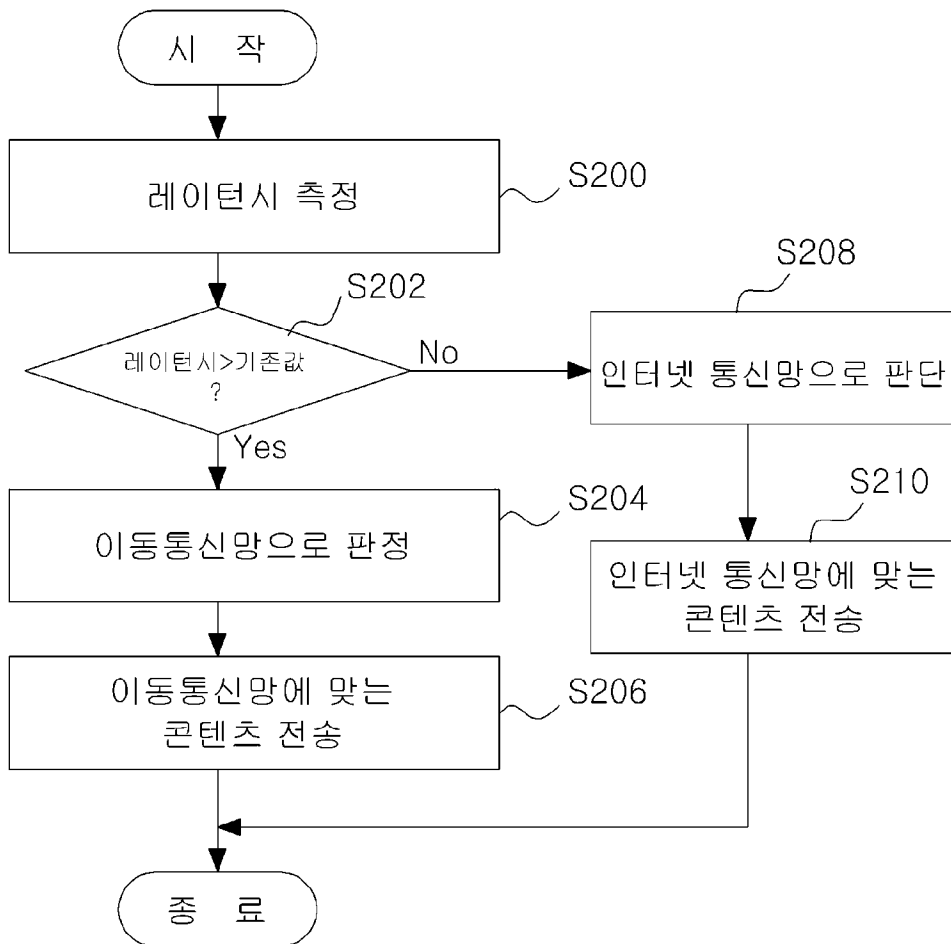 시 작
레이턴시 측정
S200
S202
레이턴시>기존값
?
No
Yes
S208
인터넷 통신망으로 판단
S204
이동통신망으로 판정
S210
인터넷 통신망에 맞는
콘텐츠 전송
S206
이동통신망에 맞는
콘텐츠 전송
종 료